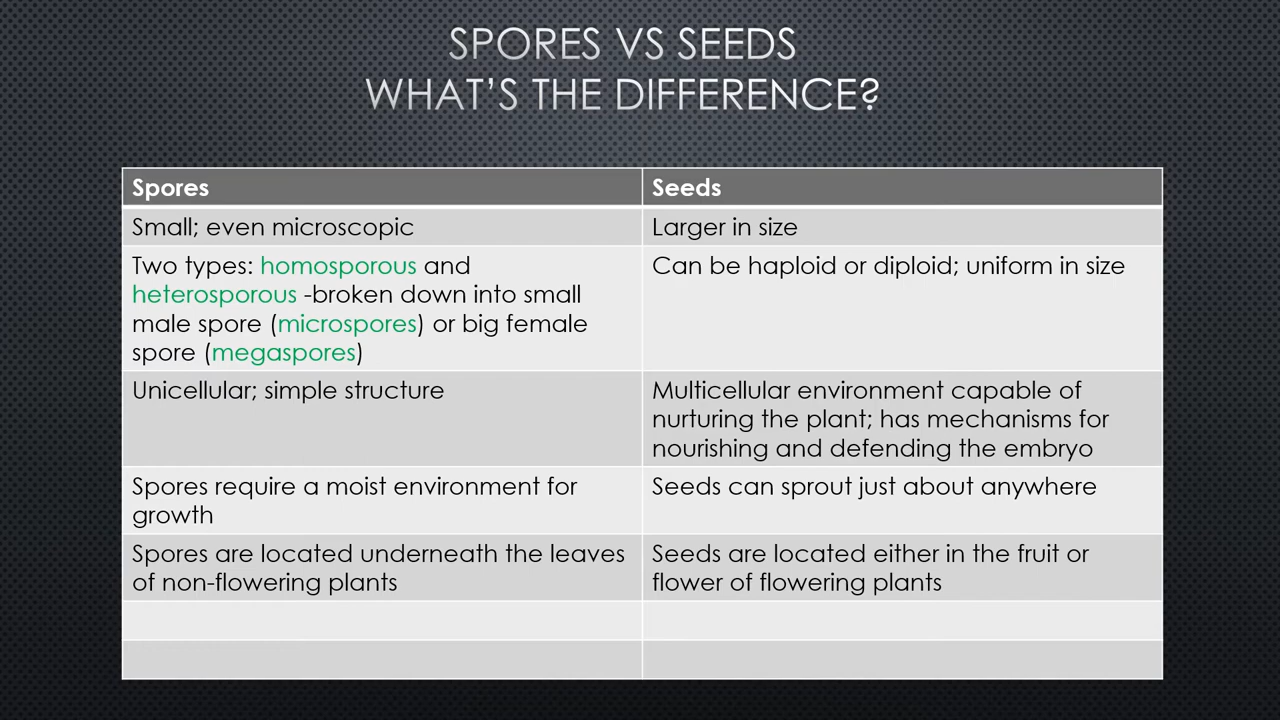 SPORES VS SEEDS
WHAT'S THE DIFFERENCE?
Spores
Seeds
Small; even microscopic
Larger in size
Two types: homosporous and
heterosporous -broken down into small
male spore (microspores) or big female
spore (megaspores)
Can be haploid or diploid; uniform in size
Unicellular; simple structure
Multicellular environment capable of
nurturing the plant; has mechanisms for
nourishing and defending the embryo
Spores require a moist environment for
growth
Seeds can sprout just about anywhere
Spores are located underneath the leaves
of non-flowering plants
Seeds are located either in the fruit or
flower of flowering plants